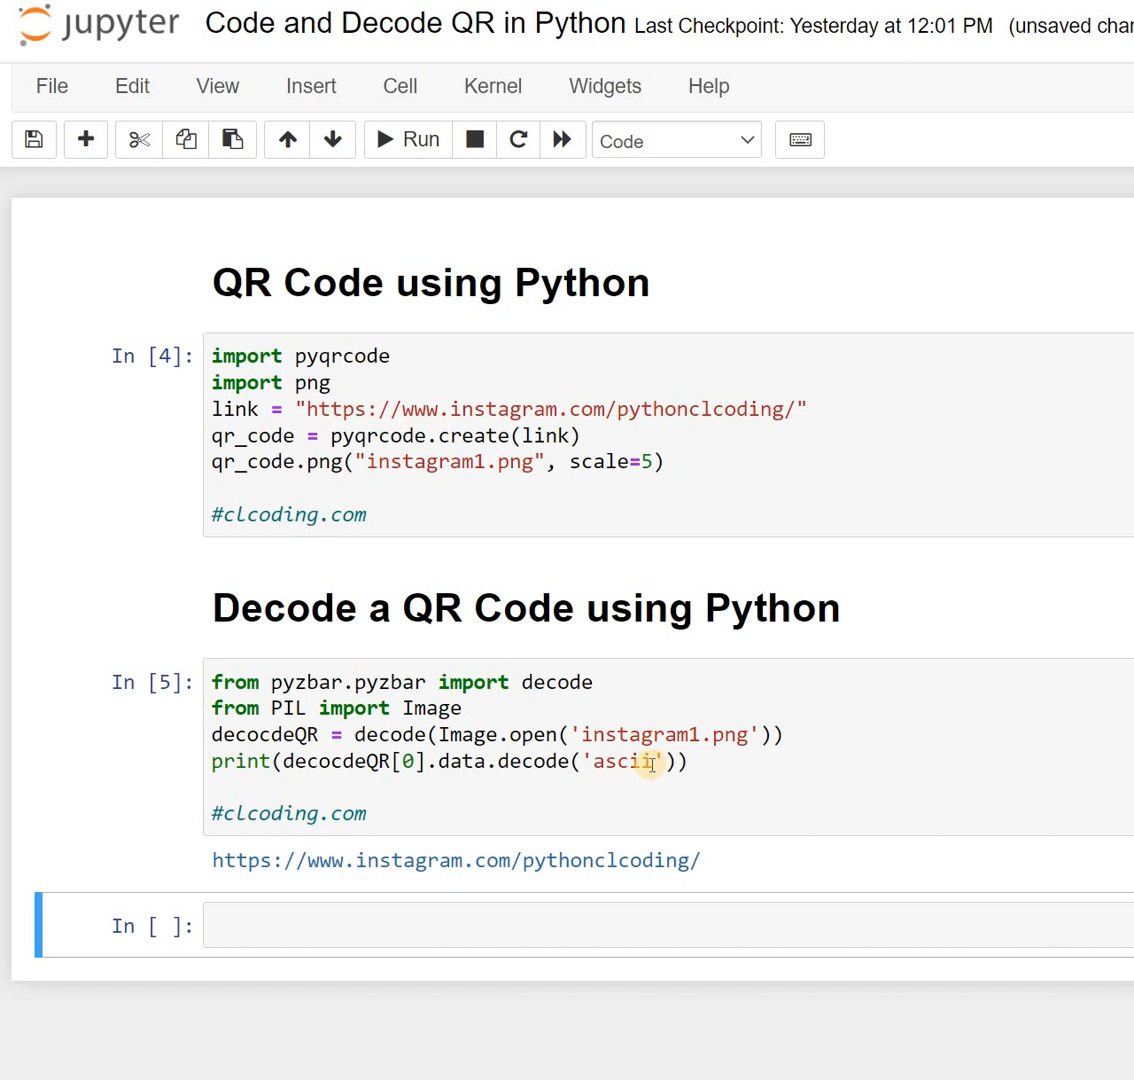 jupyter Code and Decode QR in Python Last Checkpoint: Yesterday at 12:01 PM (unsaved char
File Edit View Insert Cell Kernel Widgets Help
Run Code
QR Code using Python
In [4]: import pyqrcode
import png
link = "https://www.instagram.com/pythonclcoding/"
qr_code = pyqrcode.create(link)
qr_code.png("instagram1.png", scale=5)
#clcoding.com
Decode a QR Code using Python
In [5]: from pyzbar.pyzbar import decode
from PIL import Image
decocdeQR = decode(Image.open('instagram1.png'))
print(decocdeQR[0].data.decode('ascii'))
#clcoding.com
https://www.instagram.com/pythonclcoding/
In [ ]: